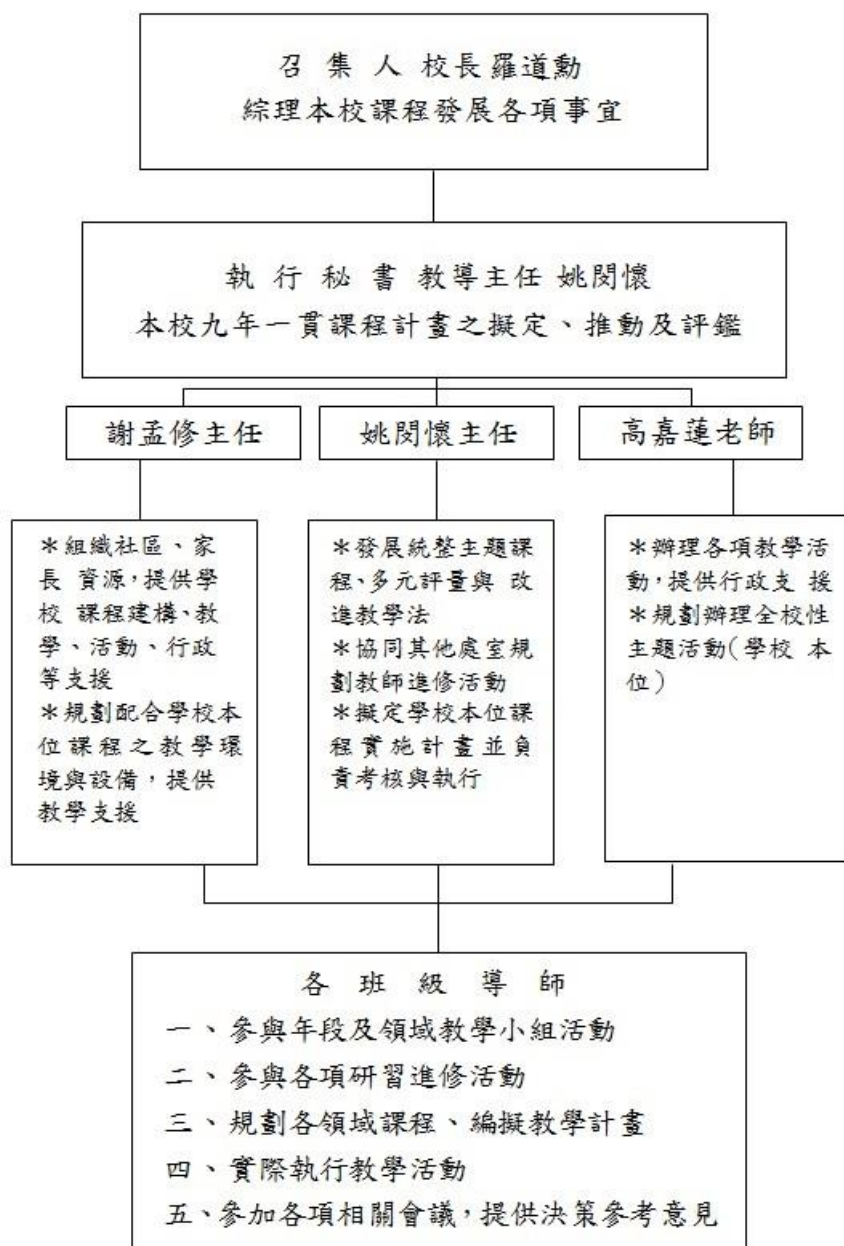 召 集 人 校長羅道勳
綜理本校課程發展各項事宜
執 行 秘 書 教導主任 姚閔懷
本校九年一貫課程計畫之擬定、推動及評鑑
謝孟修主任
姚閔懷主任
高嘉蓮老師
＊組織社區、家
長 資源,提供學
校 課程建構、教
學、活動、行政
等支援
＊規劃配合學校本
位課程之教學環
境與設備，提供
教學支援
＊發展統整主題課
程、多元評量與 改
進教學法
＊協同其他處室規
劃教師進修活動
＊擬定學校本位課
程實施計畫並負
責考核與執行
＊辦理各項教學活
動,提供行政支 援
＊規劃辦理全校性
主題活動(學校 本
位)
各 班 級 導 師
一、參與年段及領域教學小組活動
二、參與各項研習進修活動
三、規劃各領域課程、編擬教學計畫
四、實際執行教學活動
五、參加各項相關會議，提供決策參考意見